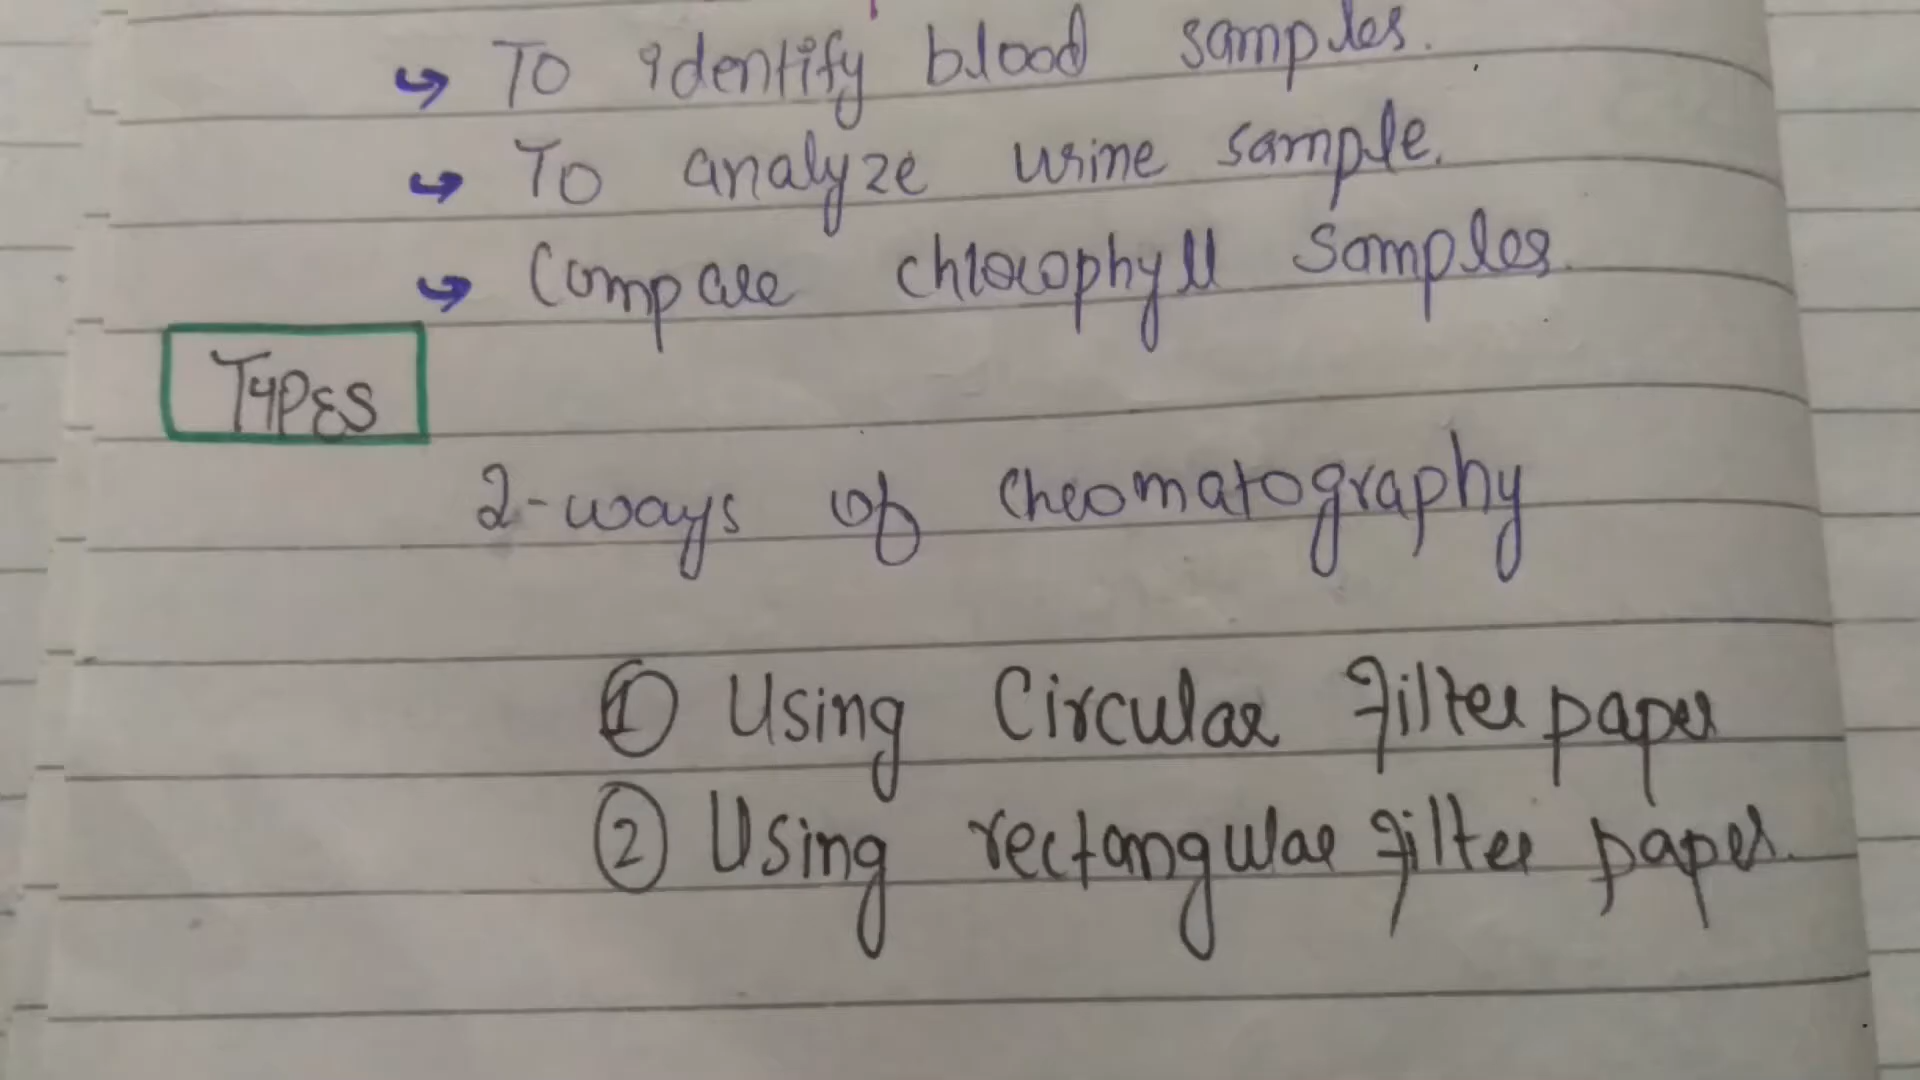 ↪ To identify blood samples.
↪ To analyze urine sample.
↪ Compare chlorophyll samples.
TYPES
2-ways of chromatography
① Using Circular filter paper
② Using rectangular filter paper.